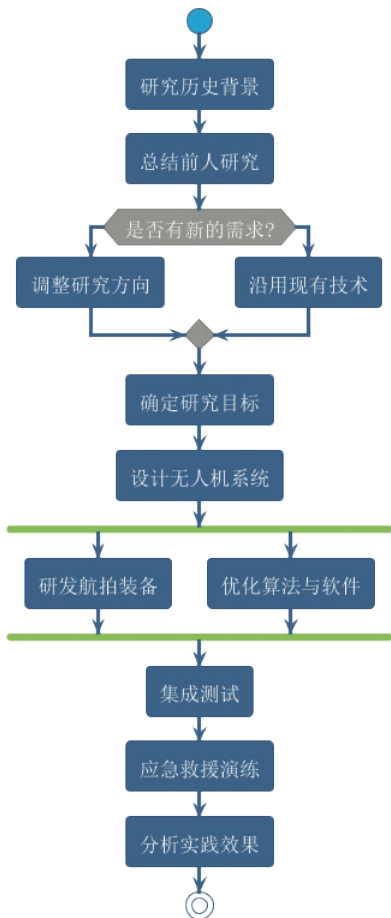 研究历史背景
总结前人研究
是否有新的需求?
调整研究方向
沿用现有技术
确定研究目标
设计无人机系统
研发航拍装备
优化算法与软件
集成测试
应急救援演练
分析实践效果